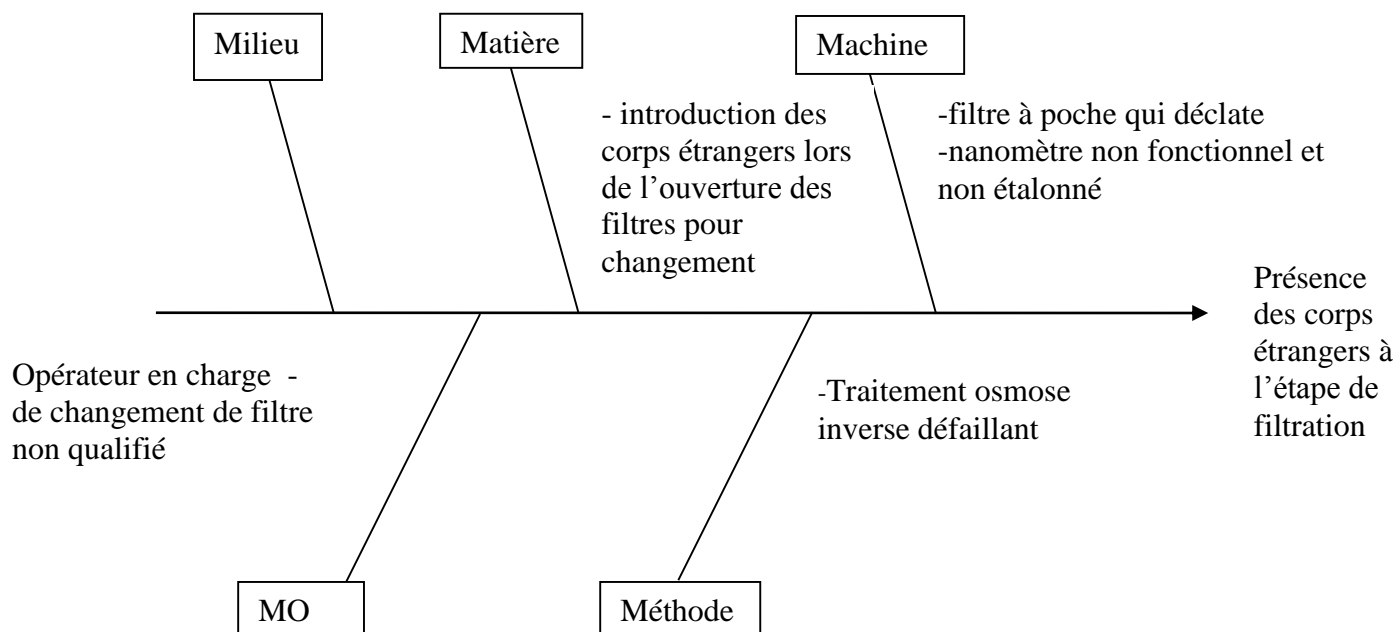 Milieu
Matière
Machine
- introduction des
corps étrangers lors
de l’ouverture des
filtres pour
changement
-filtre à poche qui déclate
-nanomètre non fonctionnel et
non étalonné
Présence
des corps
étrangers à
l’étape de
filtration
Opérateur en charge -
de changement de filtre
non qualifié
-Traitement osmose
inverse défaillant
MO
Méthode